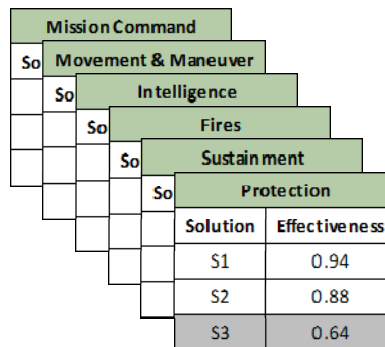 Mission Command
So
Movement & Maneuver
So
Intelligence
So
Fires
So
Sustainment
So
Protection
Solution Effectiveness
S1 0.94
S2 0.88
S3 0.64